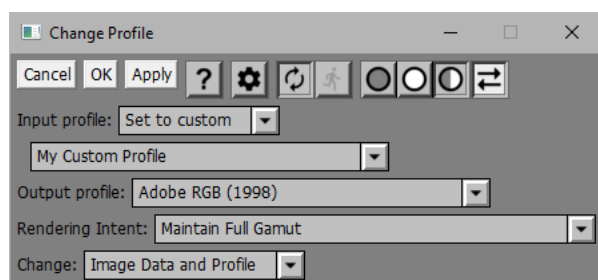 Change Profile
Cancel OK Apply ?
Input profile: Set to custom
My Custom Profile
Output profile: Adobe RGB (1998)
Rendering Intent: Maintain Full Gamut
Change: Image Data and Profile